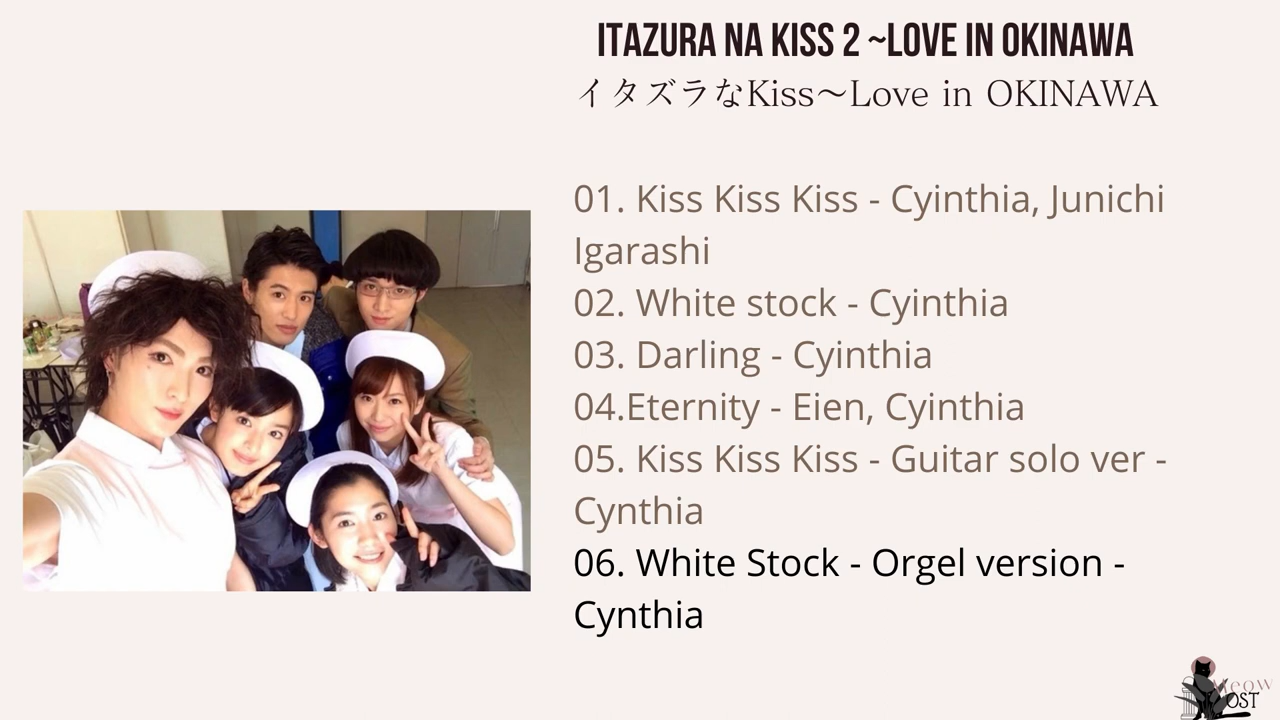 ITAZURA NA KISS 2 ~LOVE IN OKINAWA
イタズラなKiss～Love in OKINAWA
01. Kiss Kiss Kiss - Cyinthia, Junichi
Igarashi
02. White stock - Cyinthia
03. Darling - Cyinthia
04.Eternity - Eien, Cyinthia
05. Kiss Kiss Kiss - Guitar solo ver -
Cynthia
06. White Stock - Orgel version -
Cynthia
Meow
OST